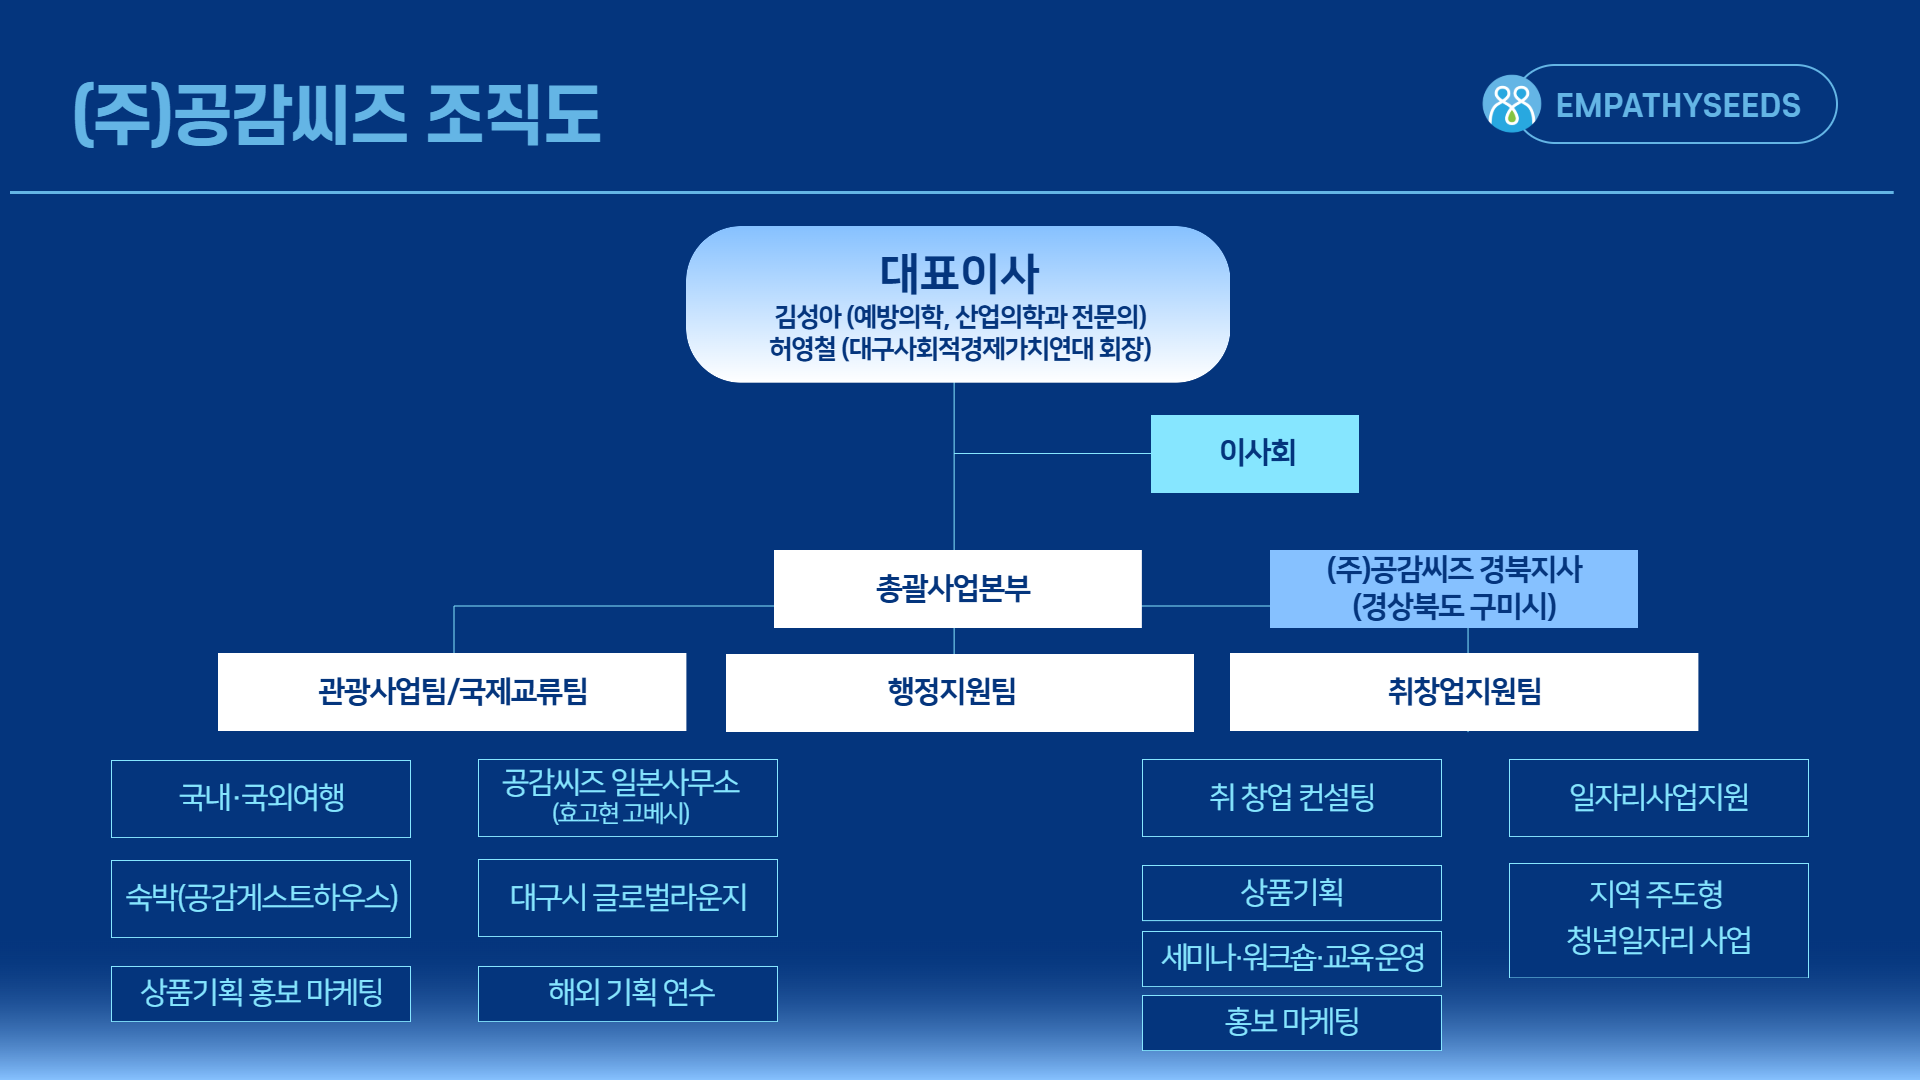 (주)공감씨즈 조직도
EMPATHYSEEDS
대표이사
김성아 (예방의학, 산업의학과 전문의)
허영철 (대구사회적경제가치연대 회장)
이사회
총괄사업본부
(주)공감씨즈 경북지사
(경상북도 구미시)
관광사업팀/국제교류팀
행정지원팀
취창업지원팀
국내·국외여행
공감씨즈 일본사무소
(효고현 고베시)
취 창업 컨설팅
일자리사업지원
숙박(공감게스트하우스)
대구시 글로벌라운지
상품기획
지역 주도형
청년일자리 사업
세미나·워크숍·교육 운영
상품기획 홍보 마케팅
해외 기획 연수
홍보 마케팅